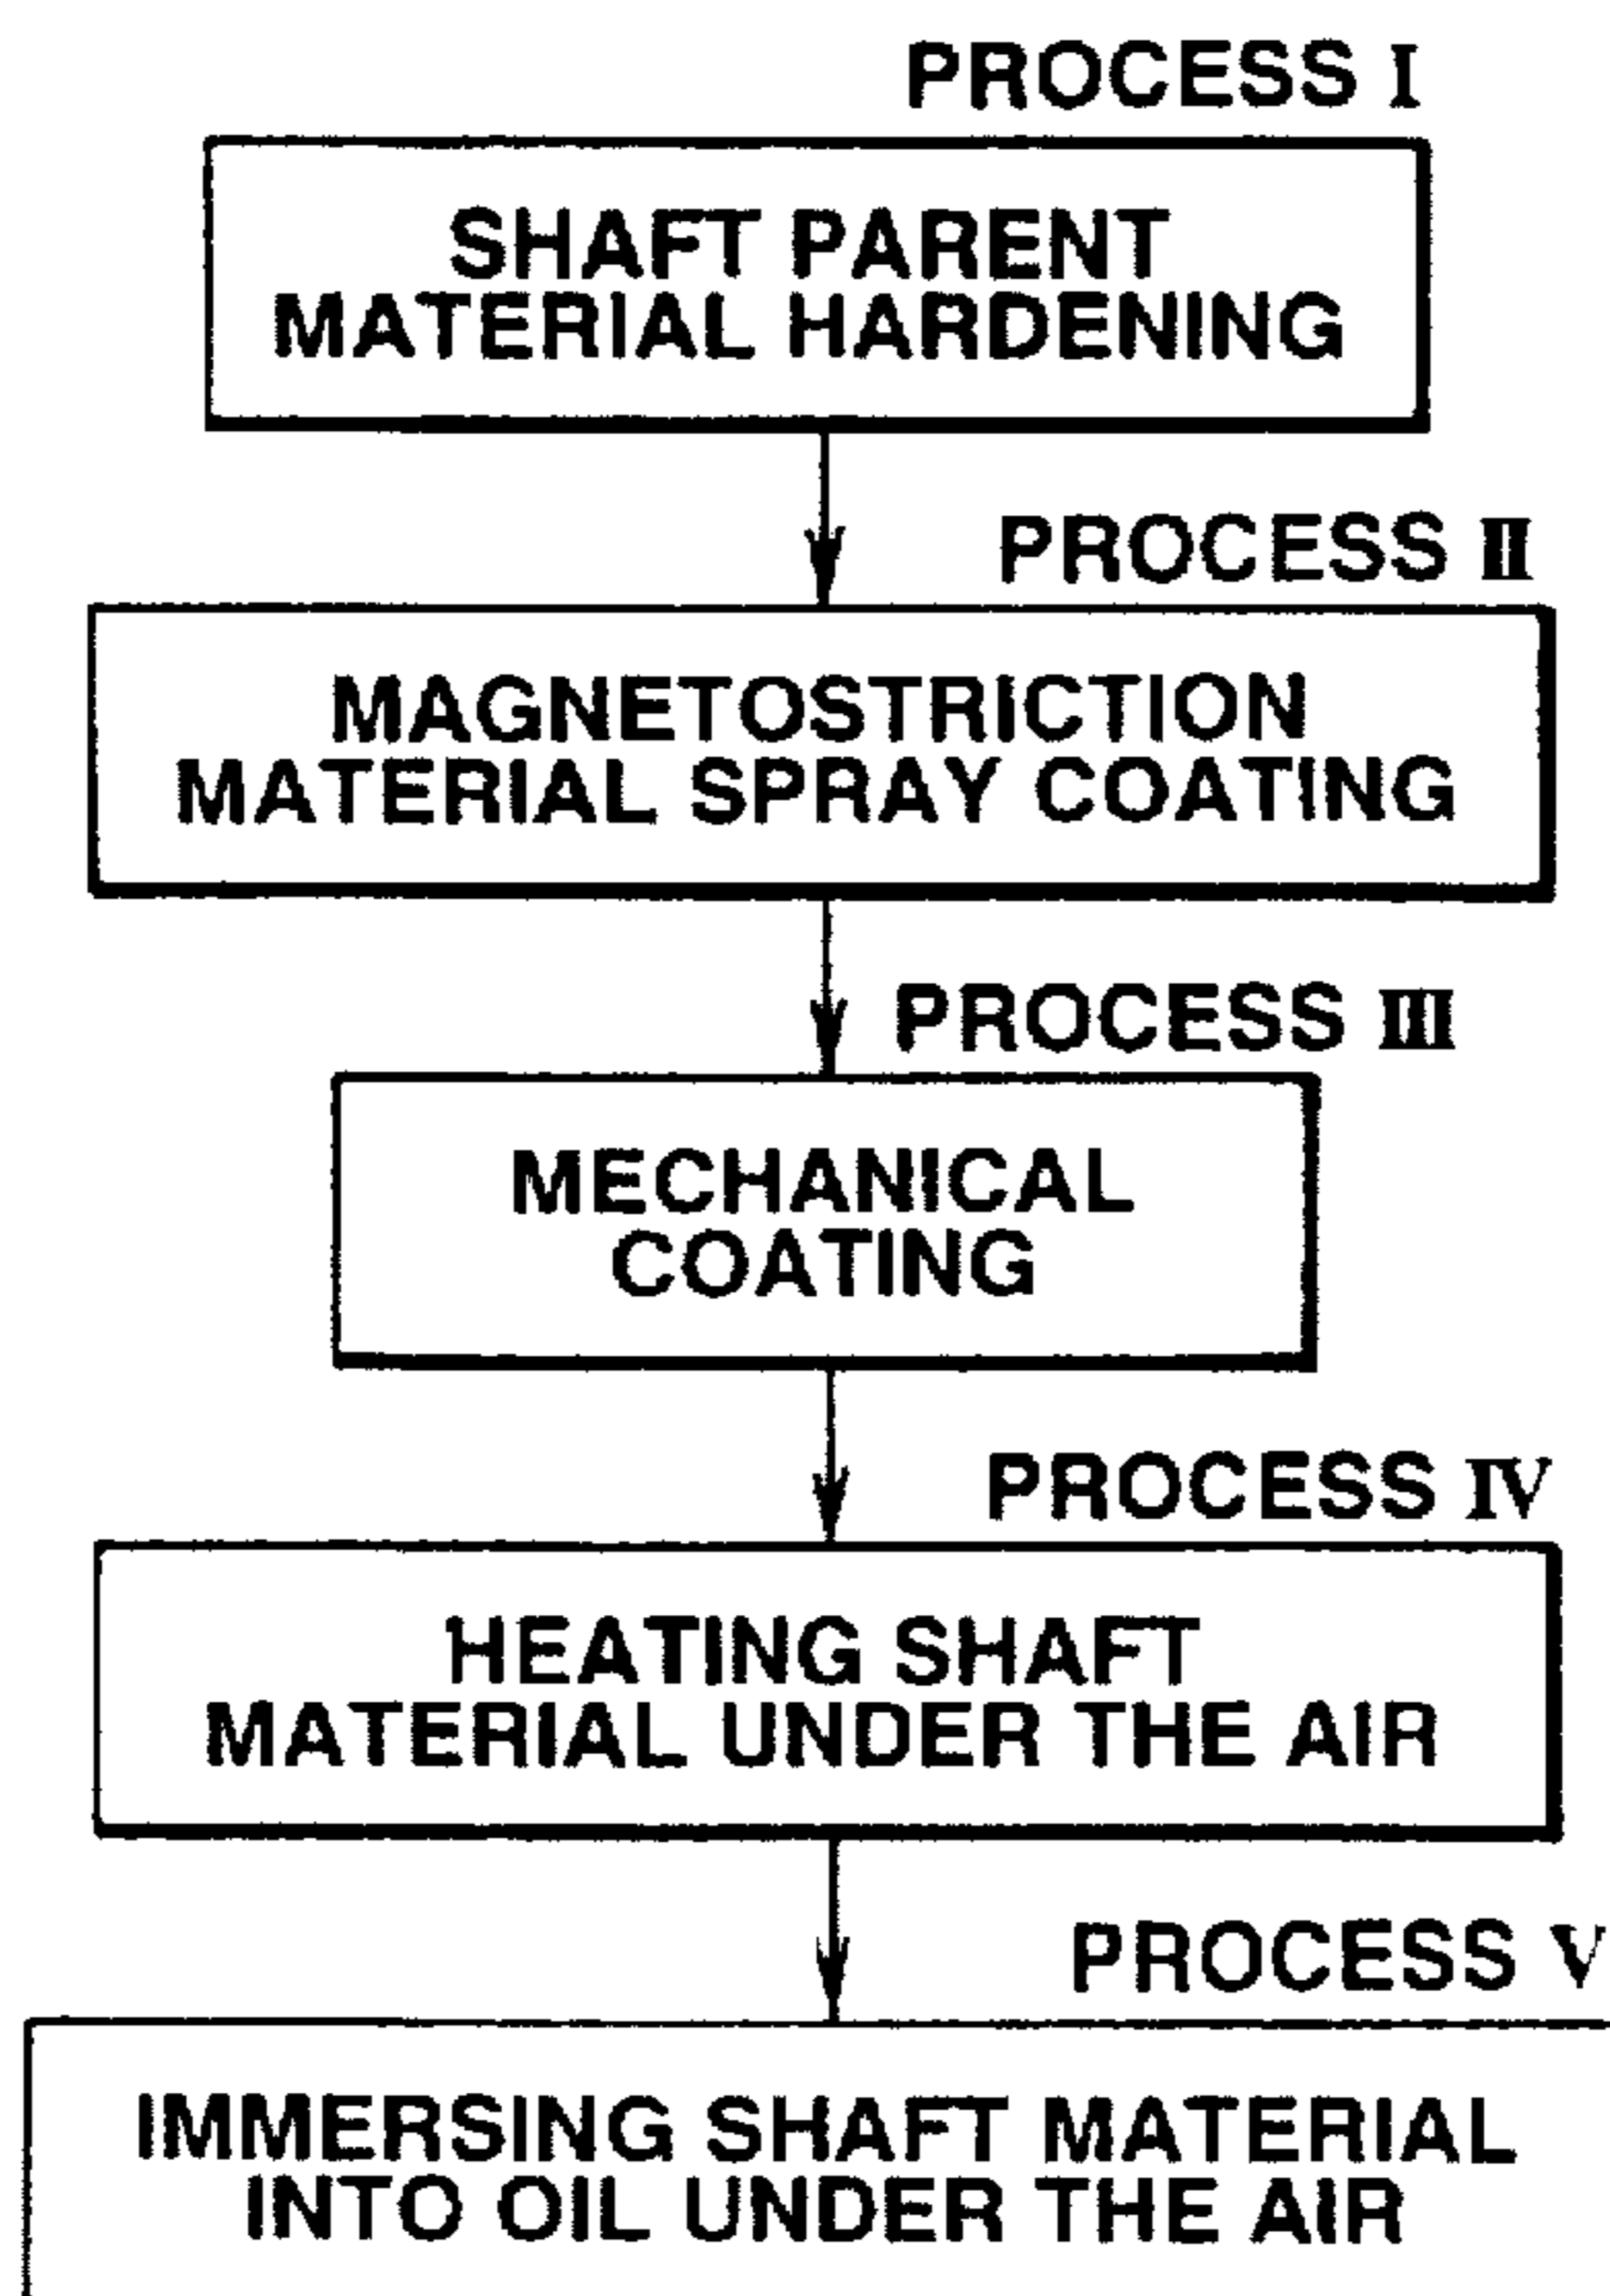 PROCESS I
SHAFT PARENT
MATERIAL HARDENING
PROCESS II
MAGNETOSTRICTION
MATERIAL SPRAY COATING
PROCESS III
MECHANICAL
COATING
PROCESS IV
HEATING SHAFT
MATERIAL UNDER THE AIR
PROCESS V
IMMERSING SHAFT MATERIAL
INTO OIL UNDER THE AIR